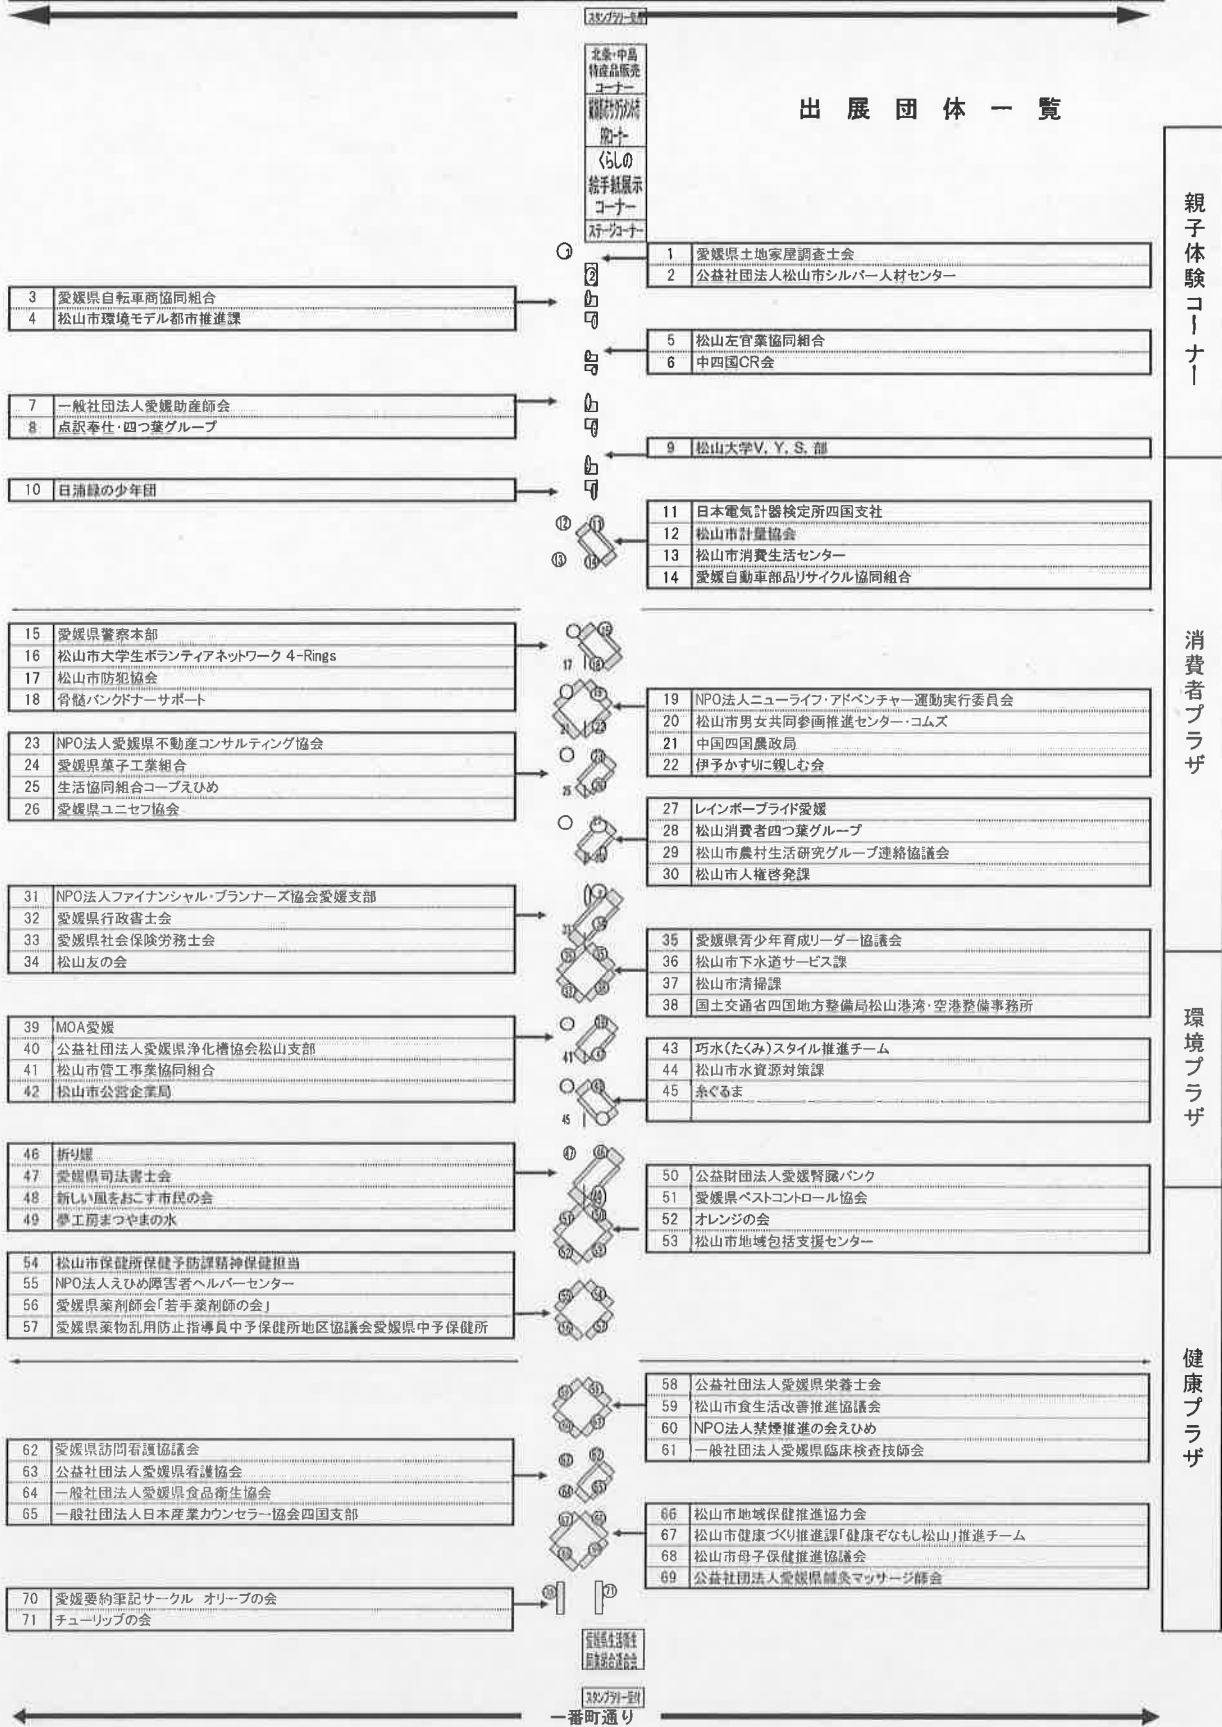 スタンプラリー受付
北条・中島
特産品販売
コーナー
PRコーナー
くらしの
絵手紙展示
コーナー
ステージコーナー
出展団体一覧
親子体験コーナー
1 愛媛県土地家屋調査士会
2 公益社団法人松山市シルバー人材センター
3 愛媛県自転車商協同組合
4 松山市環境モデル都市推進課
5 松山左官業協同組合
6 中四国CR会
7 一般社団法人愛媛助産師会
8 点訳奉仕・四つ葉グループ
9 松山大学V.Y.S.部
10 日浦緑の少年団
消費者プラザ
11 日本電気計器検定所四国支社
12 松山市計量協会
13 松山市消費生活センター
14 愛媛自動車部品リサイクル協同組合
15 愛媛県警察本部
16 松山市大学生ボランティアネットワーク 4-Rings
17 松山市防犯協会
18 骨髄バンクドナーサポート
19 NPO法人ニューライフ・アドベンチャー運動実行委員会
20 松山市男女共同参画推進センター・コムズ
21 中国四国農政局
22 伊予かすりに親しむ会
23 NPO法人愛媛県不動産コンサルティング協会
24 愛媛県菓子工業組合
25 生活協同組合コープえひめ
26 愛媛県ユニセフ協会
27 レインボープライド愛媛
28 松山消費者四つ葉グループ
29 松山市農村生活研究グループ連絡協議会
30 松山市人権啓発課
31 NPO法人ファイナンシャル・プランナーズ協会愛媛支部
32 愛媛県行政書士会
33 愛媛県社会保険労務士会
34 松山友の会
環境プラザ
35 愛媛県青少年育成リーダー協議会
36 松山市下水道サービス課
37 松山市清掃課
38 国土交通省四国地方整備局松山港湾・空港整備事務所
39 MOA愛媛
40 公益社団法人愛媛県浄化槽協会松山支部
41 松山市管工事業協同組合
42 松山市公営企業局
43 巧水(たくみ)スタイル推進チーム
44 松山市水資源対策課
45 糸ぐるま
46 折り媛
47 愛媛県司法書士会
48 新しい風をおこす市民の会
49 夢工房まつやまの水
健康プラザ
50 公益財団法人愛媛腎臓バンク
51 愛媛県ペストコントロール協会
52 オレンジの会
53 松山市地域包括支援センター
54 松山市保健所保健予防課精神保健担当
55 NPO法人えひめ障害者ヘルパーセンター
56 愛媛県薬剤師会「若手薬剤師の会」
57 愛媛県薬物乱用防止指導員中予保健所地区協議会愛媛県中予保健所
58 公益社団法人愛媛県栄養士会
59 松山市食生活改善推進協議会
60 NPO法人禁煙推進の会えひめ
61 一般社団法人愛媛県臨床検査技師会
62 愛媛県訪問看護協議会
63 公益社団法人愛媛県看護協会
64 一般社団法人愛媛県食品衛生協会
65 一般社団法人日本産業カウンセラー協会四国支部
66 松山市地域保健推進協力会
67 松山市健康づくり推進課「健康ぞなもし松山」推進チーム
68 松山市母子保健推進協議会
69 公益社団法人愛媛県鍼灸マッサージ師会
70 愛媛要約筆記サークル オリーブの会
71 チューリップの会
愛媛県生活衛生
同業組合連合会
スタンプラリー受付
一番町通り